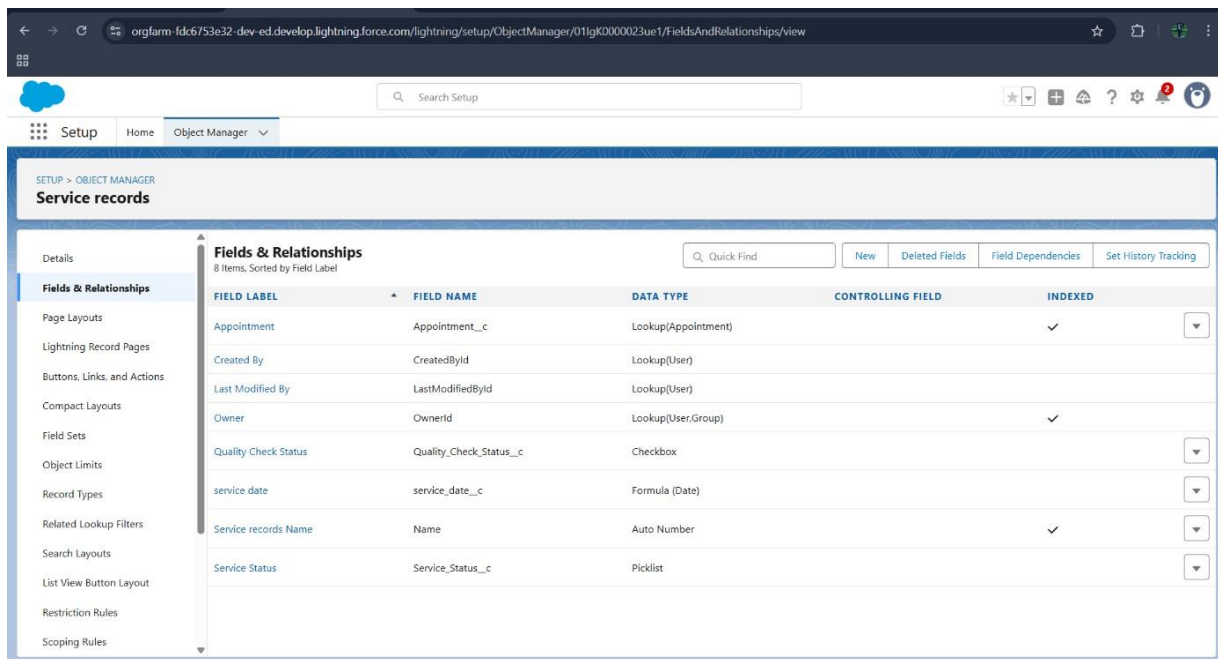 orgfarm-fdc6753e32-dev-ed.develop.lightning.force.com/lightning/setup/ObjectManager/01IgK0000023ue1/FieldsAndRelationships/view
Search Setup
2
Setup Home Object Manager
SETUP > OBJECT MANAGER
Service records
Details
Fields & Relationships
Page Layouts
Lightning Record Pages
Buttons, Links, and Actions
Compact Layouts
Field Sets
Object Limits
Record Types
Related Lookup Filters
Search Layouts
List View Button Layout
Restriction Rules
Scoping Rules
Fields & Relationships
8 Items, Sorted by Field Label
Quick Find New Deleted Fields Field Dependencies Set History Tracking
FIELD LABEL FIELD NAME DATA TYPE CONTROLLING FIELD INDEXED
Appointment Appointment__c Lookup(Appointment)
Created By CreatedById Lookup(User)
Last Modified By LastModifiedById Lookup(User)
Owner OwnerId Lookup(User,Group)
Quality Check Status Quality_Check_Status__c Checkbox
service date service_date__c Formula (Date)
Service records Name Name Auto Number
Service Status Service_Status__c Picklist